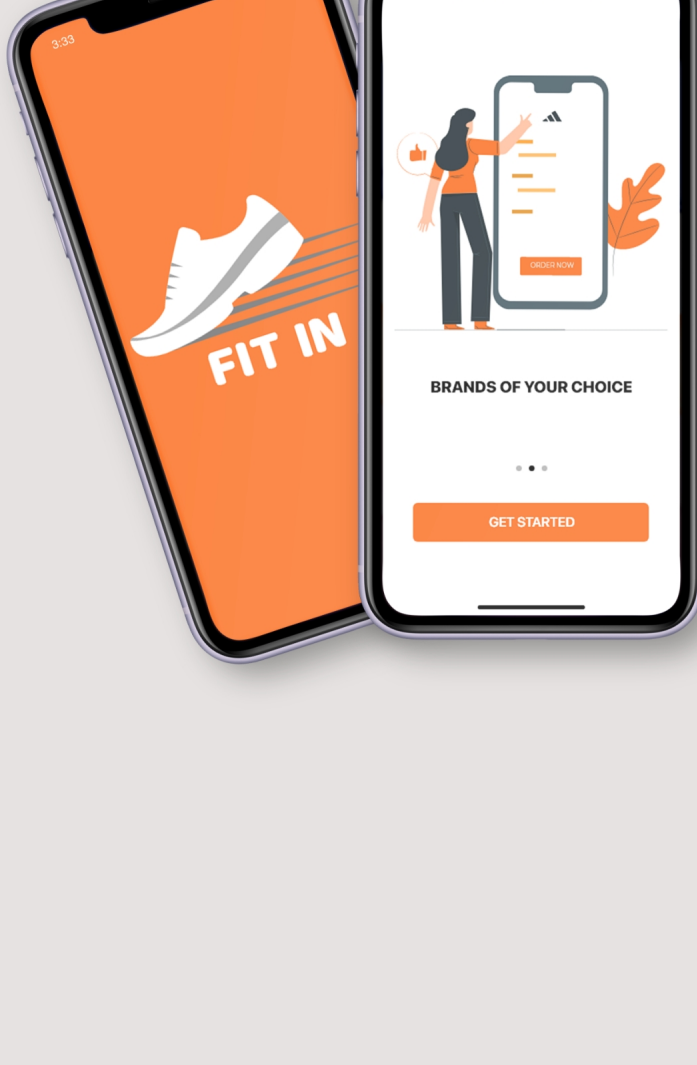 3:33
FIT IN
ORDER NOW
BRANDS OF YOUR CHOICE
GET STARTED